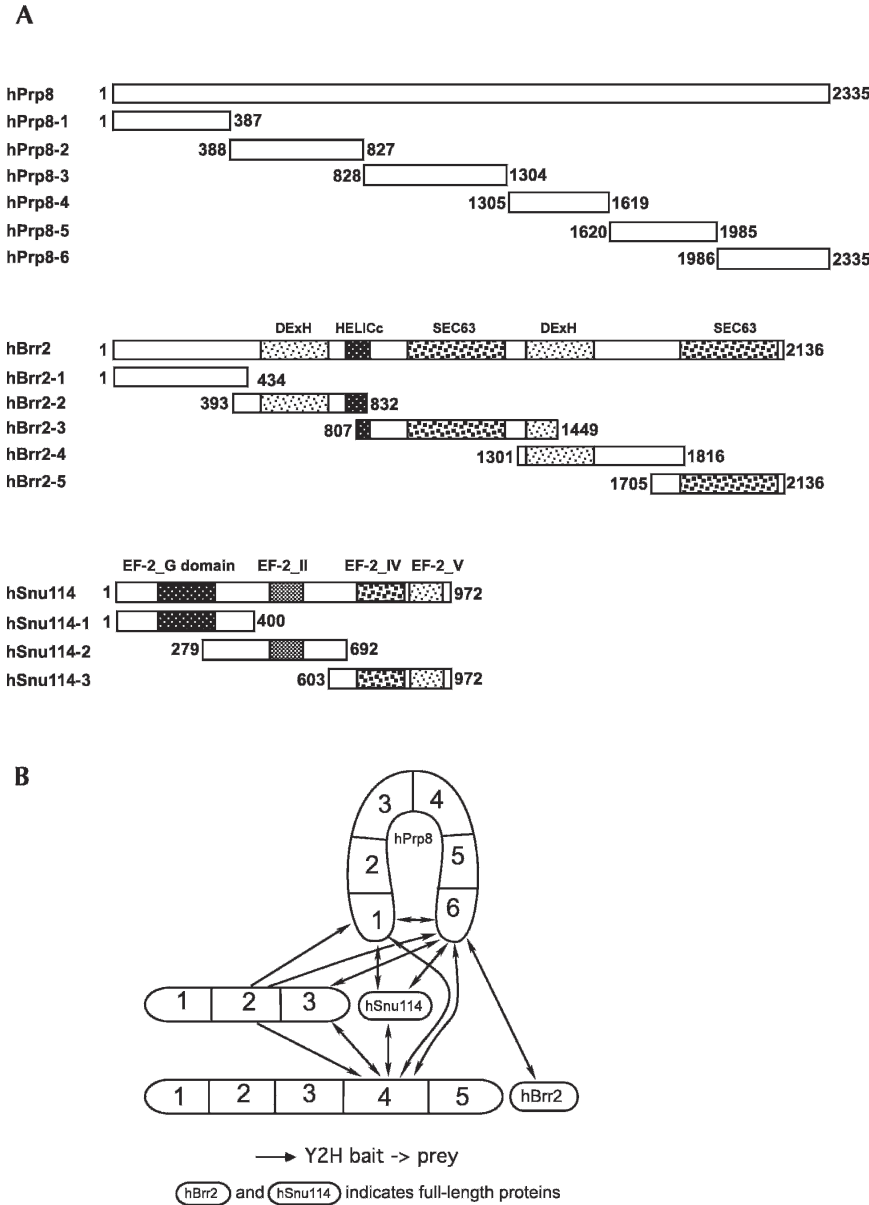 A
hPrp8 1 2335
hPrp8-1 1 387
hPrp8-2 388 827
hPrp8-3 828 1304
hPrp8-4 1305 1619
hPrp8-5 1620 1985
hPrp8-6 1986 2335
DExH HELICc SEC63 DExH SEC63
hBrr2 1 2136
hBrr2-1 1 434
hBrr2-2 393 832
hBrr2-3 807 1449
hBrr2-4 1301 1816
hBrr2-5 1705 2136
EF-2_G domain EF-2_II EF-2_IV EF-2_V
hSnu114 1 972
hSnu114-1 1 400
hSnu114-2 279 692
hSnu114-3 603 972
B
3 4
hPrp8
2 5
1 6
1 2 3 hSnu114
1 2 3 4 5 hBrr2
Y2H bait -> prey
hBrr2 and hSnu114 indicates full-length proteins